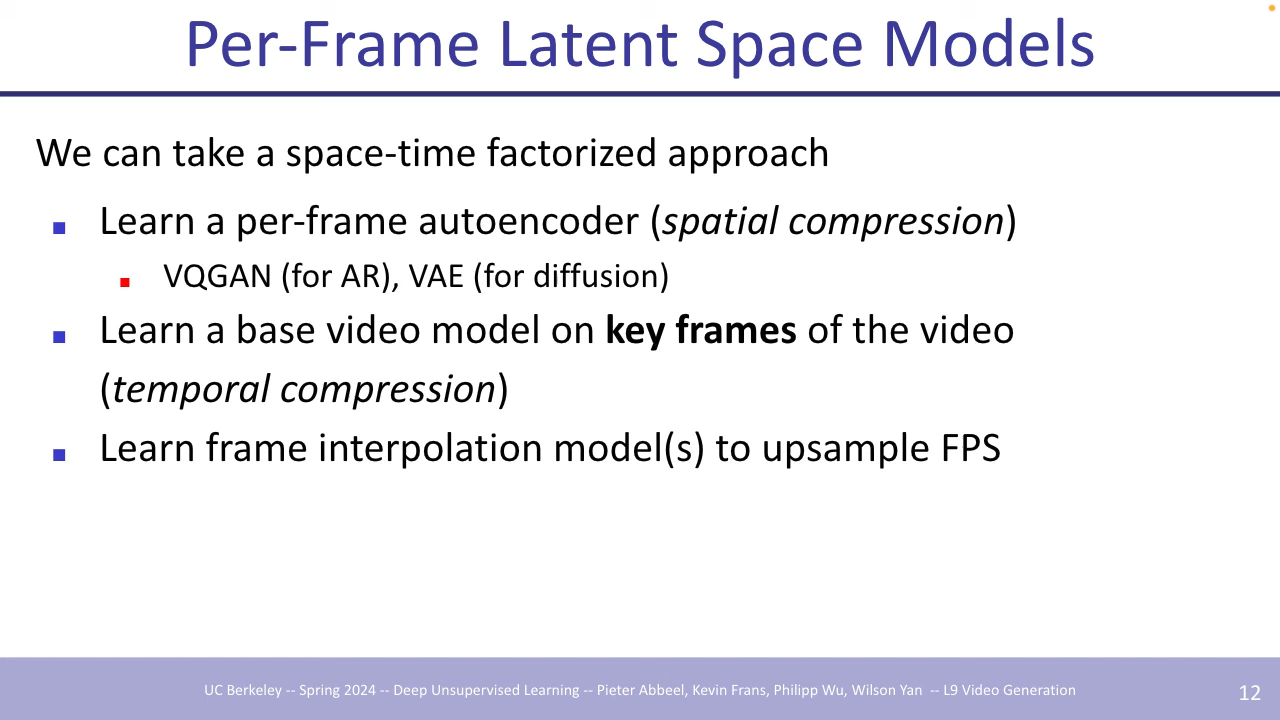 Per-Frame Latent Space Models
We can take a space-time factorized approach
Learn a per-frame autoencoder (spatial compression)
VQGAN (for AR), VAE (for diffusion)
Learn a base video model on key frames of the video
(temporal compression)
Learn frame interpolation model(s) to upsample FPS
UC Berkeley -- Spring 2024 -- Deep Unsupervised Learning -- Pieter Abbeel, Kevin Frans, Philipp Wu, Wilson Yan -- L9 Video Generation
12